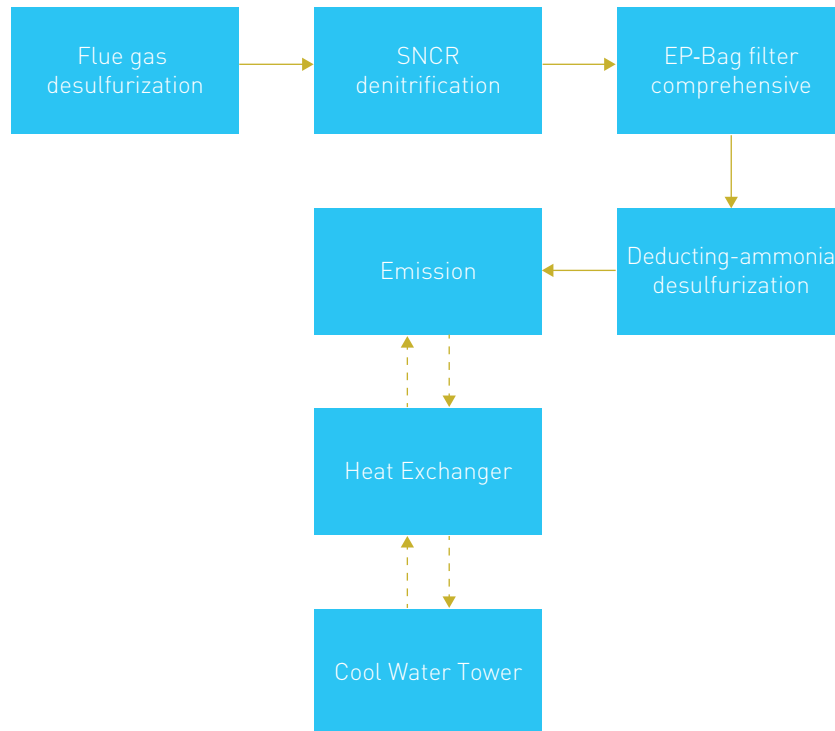 Flue gas
desulfurization
SNCR
denitrification
EP-Bag filter
comprehensive
Emission
Deducting-ammonia
desulfurization
Heat Exchanger
Cool Water Tower